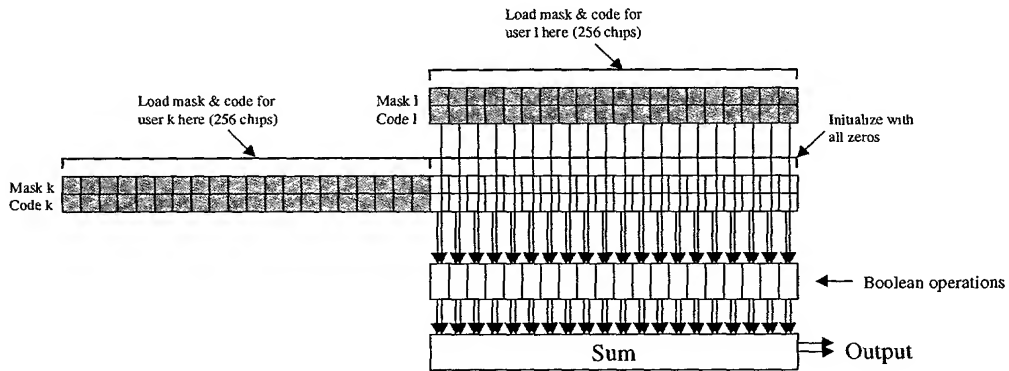 Load mask & code for
user l here (256 chips)
Load mask & code for
user k here (256 chips)
Mask l
Code l
Initialize with
all zeros
Mask k
Code k
Boolean operations
Sum
Output